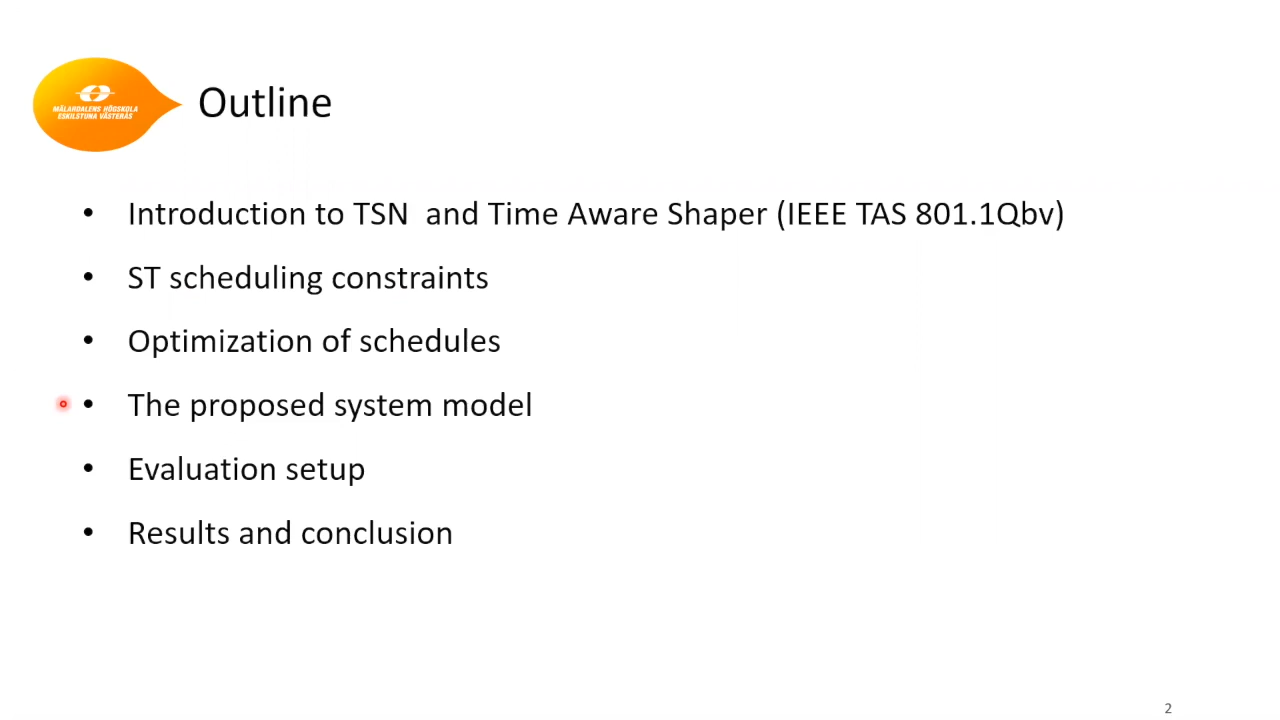 MÄLARDALENS HÖGSKOLA
ESKILSTUNA VÄSTERÅS
Outline
• Introduction to TSN and Time Aware Shaper (IEEE TAS 801.1Qbv)
• ST scheduling constraints
• Optimization of schedules
• The proposed system model
• Evaluation setup
• Results and conclusion
2